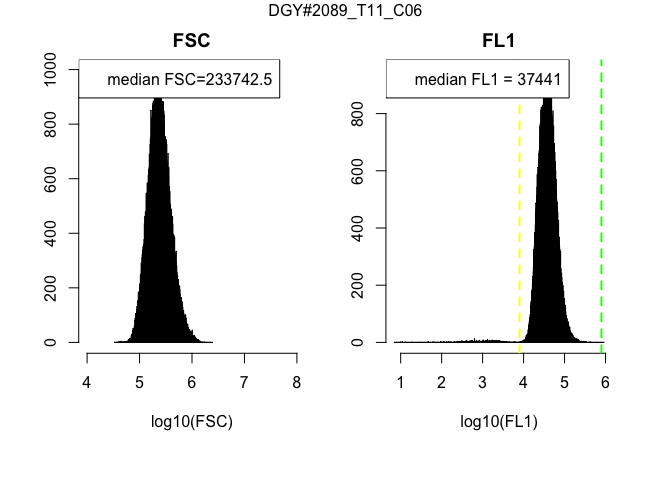 DGY#2089_T11_C06
FSC
FL1
median FSC=233742.5
median FL1 = 37441
0
200
400
600
800
1000
0
200
400
600
800
4 5 6 7 8
1 2 3 4 5 6
log10(FSC)
log10(FL1)